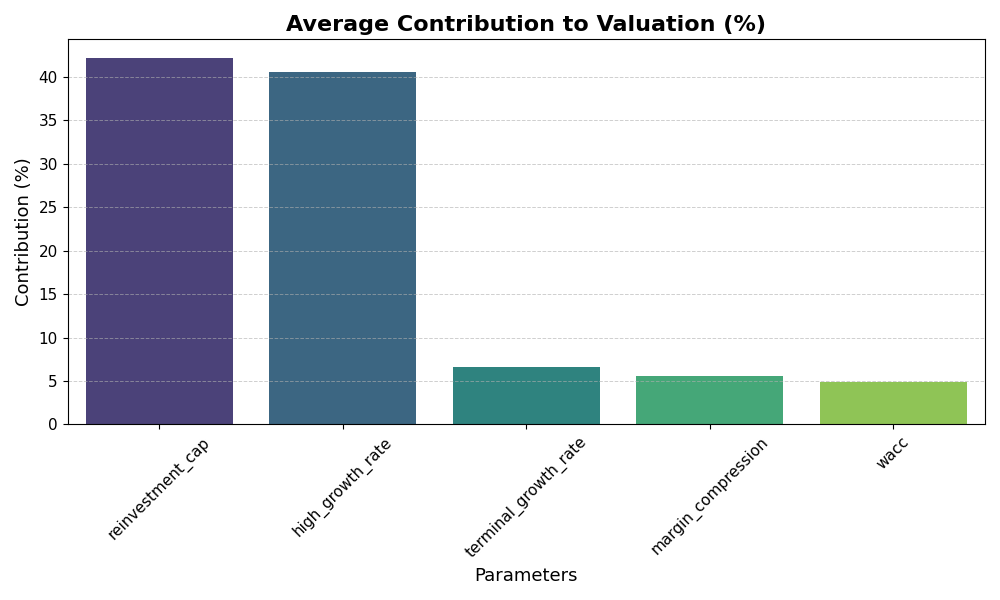 Average Contribution to Valuation (%)
Contribution (%)
40
35
30
25
20
15
10
5
0
reinvestment_cap
high_growth_rate
terminal_growth_rate
margin_compression
wacc
Parameters